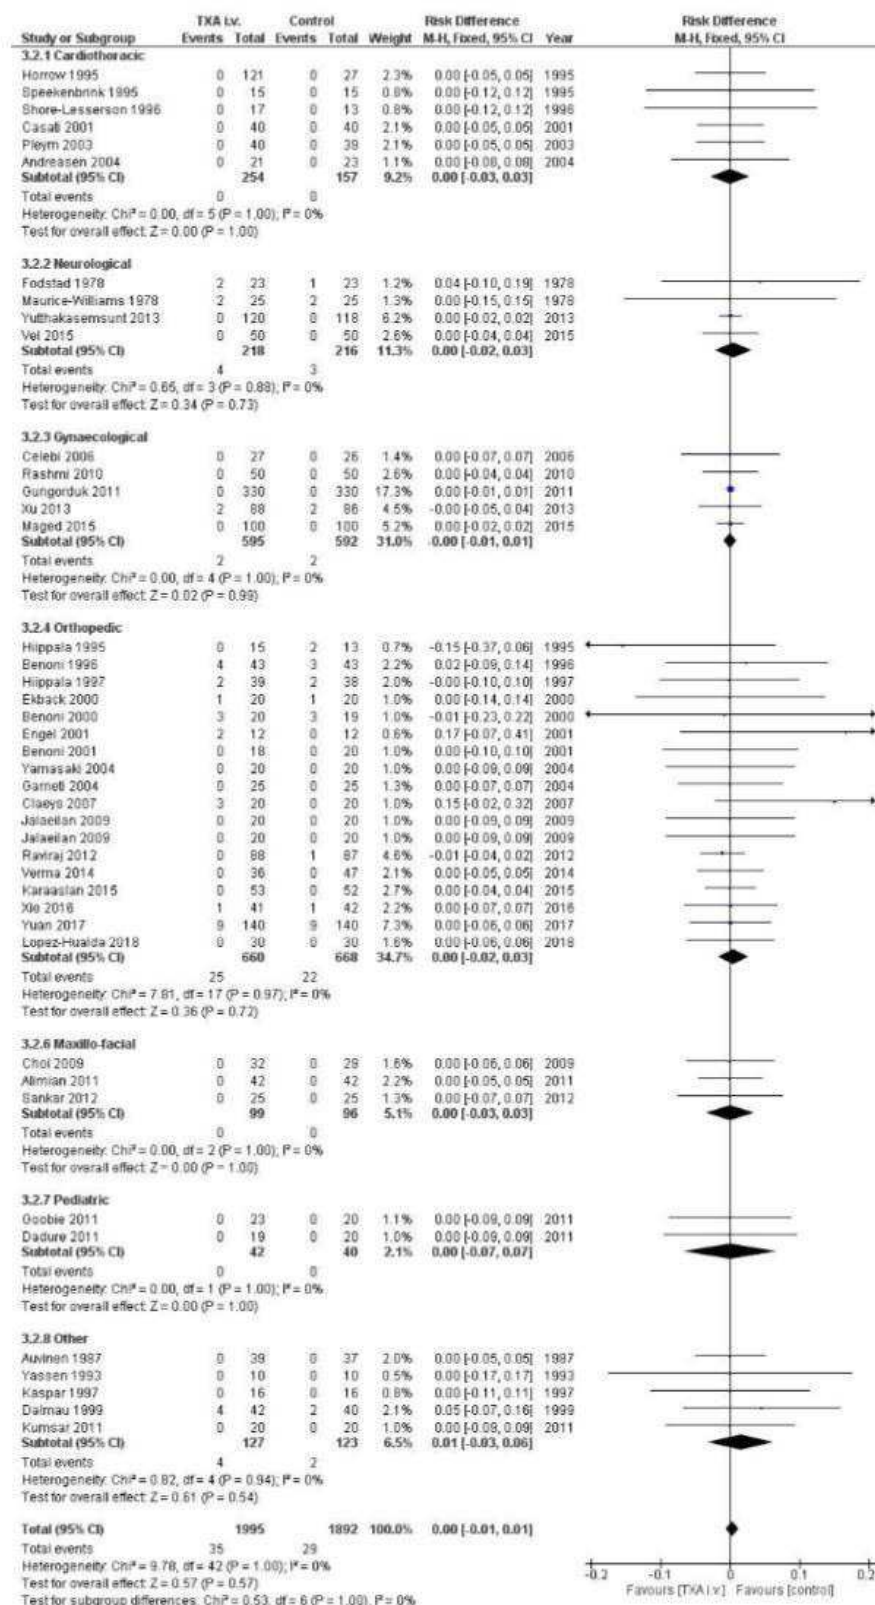 TXA i.v. Control Risk Difference Risk Difference
Study or Subgroup Events Total Events Total Weight M-H, Fixed, 95% CI Year M-H, Fixed, 95% CI
3.2.1 Cardiothoracic
Horrow 1995 0 121 0 27 2.3% 0.00 [-0.05, 0.05] 1995
Speekenbrink 1995 0 15 0 15 0.8% 0.00 [-0.12, 0.12] 1995
Shore-Lesserson 1996 0 17 0 13 0.8% 0.00 [-0.12, 0.12] 1996
Casati 2001 0 40 0 40 2.1% 0.00 [-0.05, 0.05] 2001
Pleym 2003 0 40 0 39 2.1% 0.00 [-0.05, 0.05] 2003
Andreasen 2004 0 21 0 23 1.1% 0.00 [-0.08, 0.08] 2004
Subtotal (95% CI) 254 157 9.2% 0.00 [-0.03, 0.03]
Total events 0 0
Heterogeneity: Chi² = 0.00, df = 5 (P = 1.00); I² = 0%
Test for overall effect: Z = 0.00 (P = 1.00)
3.2.2 Neurological
Fodstad 1978 2 23 1 23 1.2% 0.04 [-0.10, 0.19] 1978
Maurice-Williams 1978 2 25 2 25 1.3% 0.00 [-0.15, 0.15] 1978
Yutthakasemsunt 2013 0 120 0 118 6.2% 0.00 [-0.02, 0.02] 2013
Vel 2015 0 50 0 50 2.6% 0.00 [-0.04, 0.04] 2015
Subtotal (95% CI) 218 216 11.3% 0.00 [-0.02, 0.03]
Total events 4 3
Heterogeneity: Chi² = 0.65, df = 3 (P = 0.88); I² = 0%
Test for overall effect: Z = 0.34 (P = 0.73)
3.2.3 Gynaecological
Celebi 2006 0 27 0 26 1.4% 0.00 [-0.07, 0.07] 2006
Rashmi 2010 0 50 0 50 2.6% 0.00 [-0.04, 0.04] 2010
Gungorduk 2011 0 330 0 330 17.3% 0.00 [-0.01, 0.01] 2011
Xu 2013 2 88 2 86 4.5% -0.00 [-0.05, 0.04] 2013
Maged 2015 0 100 0 100 5.2% 0.00 [-0.02, 0.02] 2015
Subtotal (95% CI) 595 592 31.0% -0.00 [-0.01, 0.01]
Total events 2 2
Heterogeneity: Chi² = 0.00, df = 4 (P = 1.00); I² = 0%
Test for overall effect: Z = 0.02 (P = 0.99)
3.2.4 Orthopedic
Hiippala 1995 0 15 2 13 0.7% -0.15 [-0.37, 0.06] 1995
Benoni 1996 4 43 3 43 2.2% 0.02 [-0.09, 0.14] 1996
Hiippala 1997 2 39 2 38 2.0% -0.00 [-0.10, 0.10] 1997
Ekback 2000 1 20 1 20 1.0% 0.00 [-0.14, 0.14] 2000
Benoni 2000 3 20 3 19 1.0% -0.01 [-0.23, 0.22] 2000
Engel 2001 2 12 0 12 0.6% 0.17 [-0.07, 0.41] 2001
Benoni 2001 0 18 0 20 1.0% 0.00 [-0.10, 0.10] 2001
Yamasaki 2004 0 20 0 20 1.0% 0.00 [-0.09, 0.09] 2004
Garneti 2004 0 25 0 25 1.3% 0.00 [-0.07, 0.07] 2004
Claeys 2007 3 20 0 20 1.0% 0.15 [-0.02, 0.32] 2007
Jalaeilan 2009 0 20 0 20 1.0% 0.00 [-0.09, 0.09] 2009
Jalaeilan 2009 0 20 0 20 1.0% 0.00 [-0.09, 0.09] 2009
Raviraj 2012 0 88 1 87 4.6% -0.01 [-0.04, 0.02] 2012
Verma 2014 0 36 0 47 2.1% 0.00 [-0.05, 0.05] 2014
Karaaslan 2015 0 53 0 52 2.7% 0.00 [-0.04, 0.04] 2015
Xie 2016 1 41 1 42 2.2% 0.00 [-0.07, 0.07] 2016
Yuan 2017 9 140 9 140 7.3% 0.00 [-0.06, 0.06] 2017
Lopez-Hualda 2018 0 30 0 30 1.6% 0.00 [-0.06, 0.06] 2018
Subtotal (95% CI) 660 668 34.7% 0.00 [-0.02, 0.03]
Total events 25 22
Heterogeneity: Chi² = 7.81, df = 17 (P = 0.97); I² = 0%
Test for overall effect: Z = 0.36 (P = 0.72)
3.2.6 Maxillo-facial
Choi 2009 0 32 0 29 1.6% 0.00 [-0.06, 0.06] 2009
Alimian 2011 0 42 0 42 2.2% 0.00 [-0.05, 0.05] 2011
Sankar 2012 0 25 0 25 1.3% 0.00 [-0.07, 0.07] 2012
Subtotal (95% CI) 99 96 5.1% 0.00 [-0.03, 0.03]
Total events 0 0
Heterogeneity: Chi² = 0.00, df = 2 (P = 1.00); I² = 0%
Test for overall effect: Z = 0.00 (P = 1.00)
3.2.7 Pediatric
Goobie 2011 0 23 0 20 1.1% 0.00 [-0.09, 0.09] 2011
Dadure 2011 0 19 0 20 1.0% 0.00 [-0.09, 0.09] 2011
Subtotal (95% CI) 42 40 2.1% 0.00 [-0.07, 0.07]
Total events 0 0
Heterogeneity: Chi² = 0.00, df = 1 (P = 1.00); I² = 0%
Test for overall effect: Z = 0.00 (P = 1.00)
3.2.8 Other
Auvinen 1987 0 39 0 37 2.0% 0.00 [-0.05, 0.05] 1987
Yassen 1993 0 10 0 10 0.5% 0.00 [-0.17, 0.17] 1993
Kaspar 1997 0 16 0 16 0.8% 0.00 [-0.11, 0.11] 1997
Dalmau 1999 4 42 2 40 2.1% 0.05 [-0.07, 0.16] 1999
Kumsar 2011 0 20 0 20 1.0% 0.00 [-0.09, 0.09] 2011
Subtotal (95% CI) 127 123 6.5% 0.01 [-0.03, 0.06]
Total events 4 2
Heterogeneity: Chi² = 0.82, df = 4 (P = 0.94); I² = 0%
Test for overall effect: Z = 0.61 (P = 0.54)
Total (95% CI) 1995 1892 100.0% 0.00 [-0.01, 0.01]
Total events 35 29
Heterogeneity: Chi² = 9.78, df = 42 (P = 1.00); I² = 0%
Test for overall effect: Z = 0.57 (P = 0.57)
Test for subgroup differences: Chi² = 0.53, df = 6 (P = 1.00), I² = 0%
-0.2 -0.1 0 0.1 0.2
Favours [TXA i.v.] Favours [control]